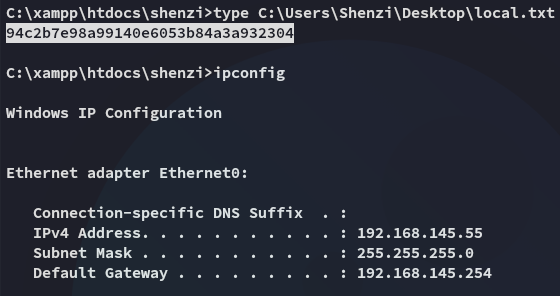 C:\xampp\htdocs\shenzi>type C:\Users\Shenzi\Desktop\local.txt
94c2b7e98a99140e6053b84a3a932304
C:\xampp\htdocs\shenzi>ipconfig
Windows IP Configuration
Ethernet adapter Ethernet0:
Connection-specific DNS Suffix  . :
IPv4 Address. . . . . . . . . . . : 192.168.145.55
Subnet Mask . . . . . . . . . . . : 255.255.255.0
Default Gateway . . . . . . . . . : 192.168.145.254